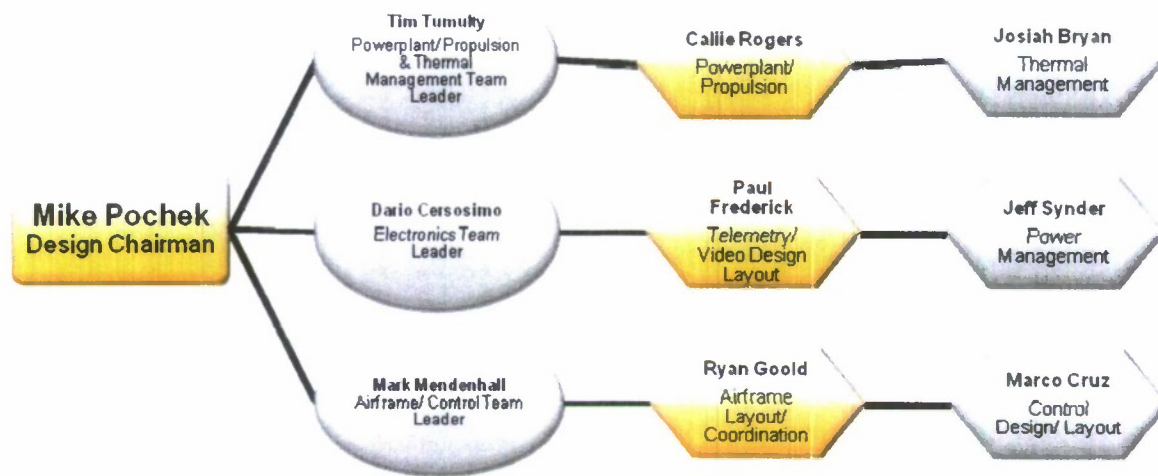 Mike Pochek
Design Chairman
Tim Tumulty
Powerplant/Propulsion
& Thermal
Management Team
Leader
Callie Rogers
Powerplant/
Propulsion
Josiah Bryan
Thermal
Management
Dario Cersosimo
Electronics Team
Leader
Paul
Frederick
Telemetry/
Video Design
Layout
Jeff Synder
Power
Management
Mark Mendenhall
Airframe/ Control Team
Leader
Ryan Goold
Airframe
Layout/
Coordination
Marco Cruz
Control
Design/ Layout